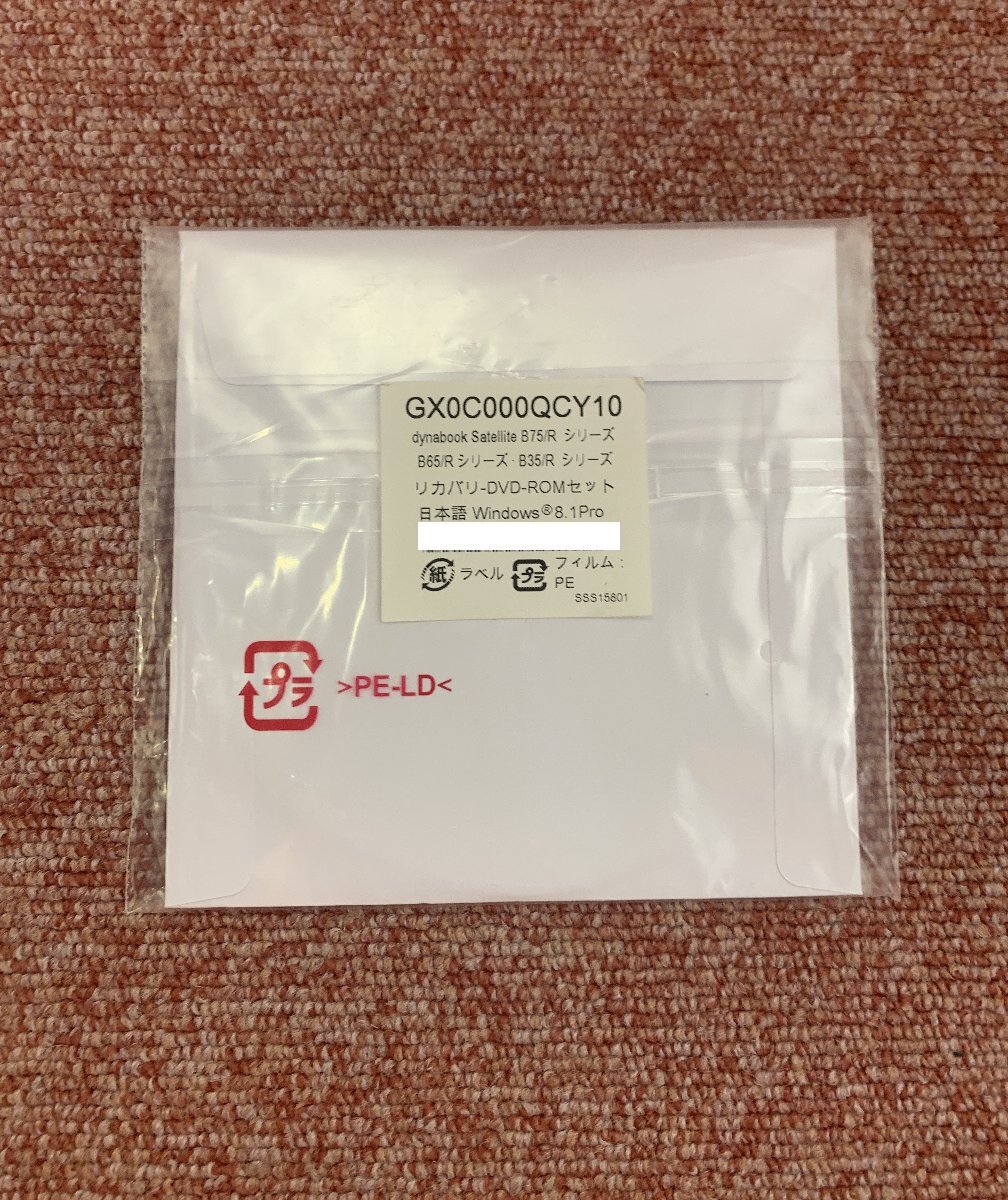 GX0C000QCY10
dynabook Satellite B75/R シリーズ
B65/R シリーズ · B35/R シリーズ
リカバリ-DVD-ROMセット
日本語 Windows®8.1Pro
紙 ラベル プラ フィルム :
PE
SSS15801
プラ >PE-LD<